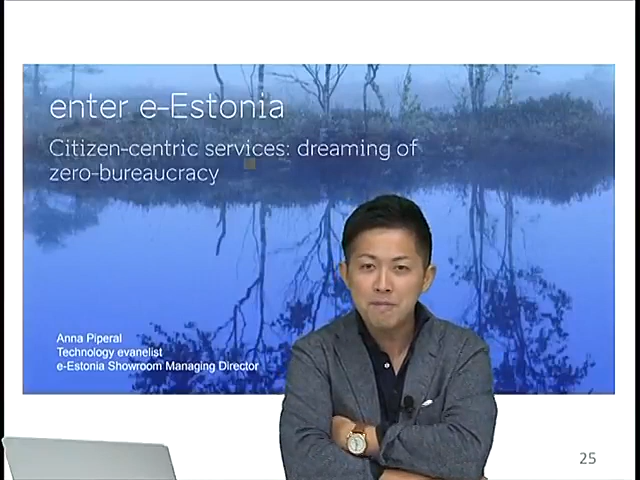 enter e-Estonia
Citizen-centric services: dreaming of
zero-bureaucracy
Anna Piperal
Technology evanelist
e-Estonia Showroom Managing Director
25